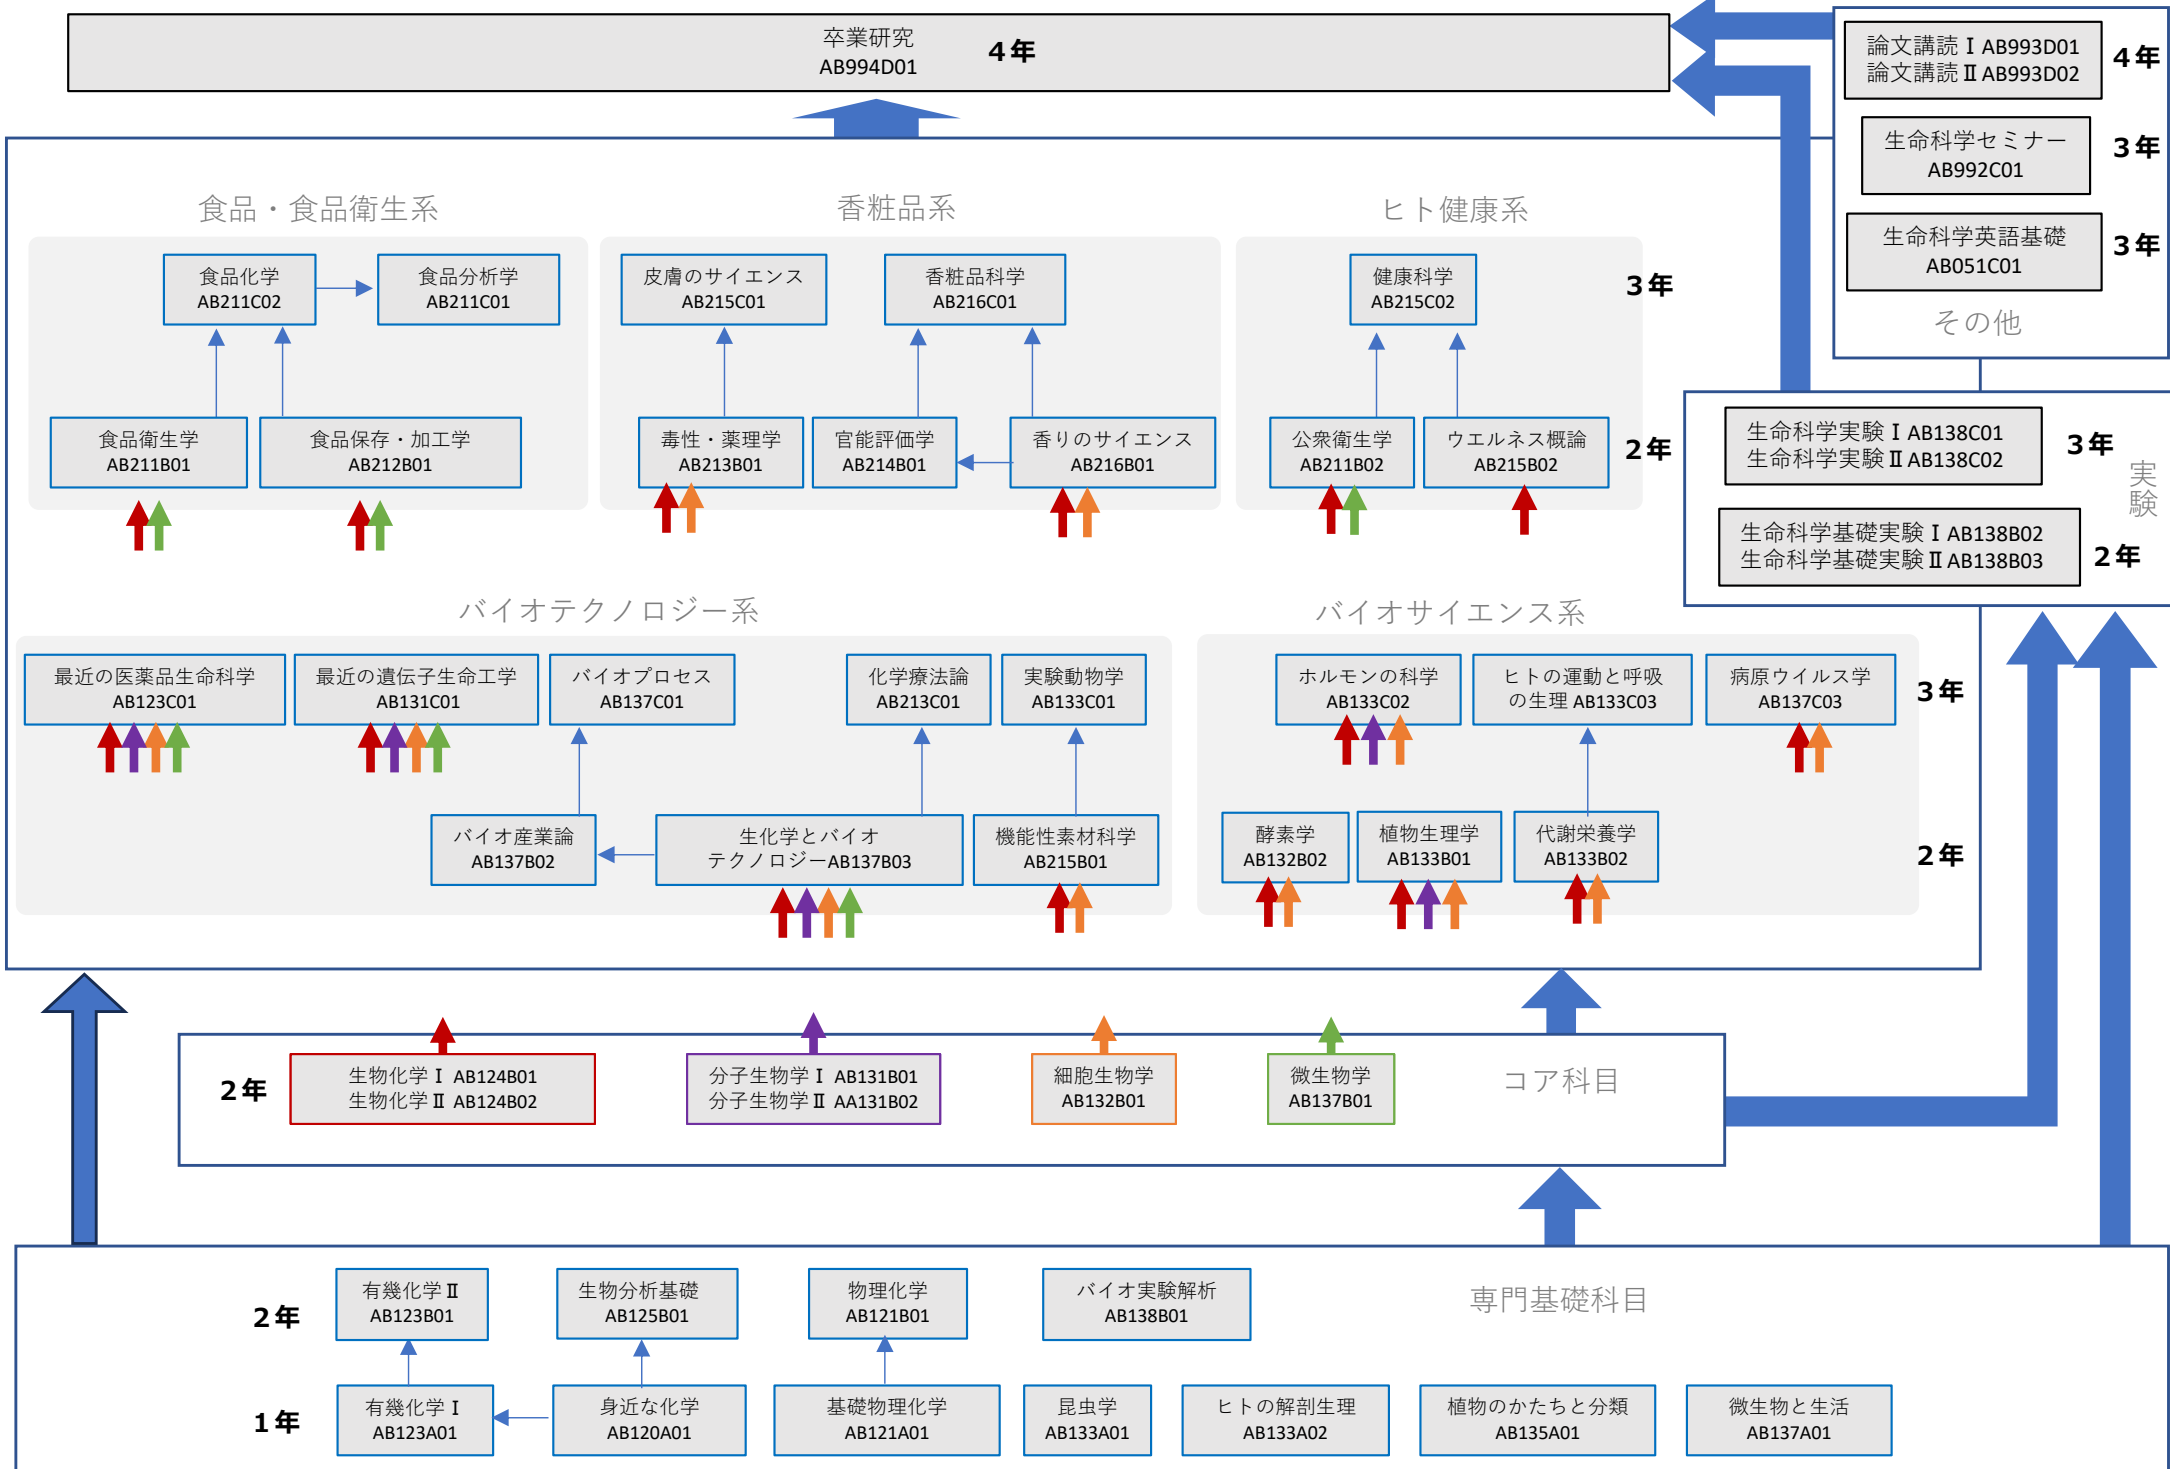 卒業研究
AB994D01
4年
論文講読Ⅰ AB993D01
論文講読Ⅱ AB993D02
4年
生命科学セミナー
AB992C01
3年
生命科学英語基礎
AB051C01
3年
その他
食品・食品衛生系
香粧品系
ヒト健康系
食品化学
AB211C02
食品分析学
AB211C01
皮膚のサイエンス
AB215C01
香粧品科学
AB216C01
健康科学
AB215C02
3年
食品衛生学
AB211B01
食品保存・加工学
AB212B01
毒性・薬理学
AB213B01
官能評価学
AB214B01
香りのサイエンス
AB216B01
公衆衛生学
AB211B02
ウエルネス概論
AB215B02
2年
生命科学実験Ⅰ AB138C01
生命科学実験Ⅱ AB138C02
3年
実験
生命科学基礎実験Ⅰ AB138B02
生命科学基礎実験Ⅱ AB138B03
2年
バイオテクノロジー系
バイオサイエンス系
最近の医薬品生命科学
AB123C01
最近の遺伝子生命工学
AB131C01
バイオプロセス
AB137C01
化学療法論
AB213C01
実験動物学
AB133C01
ホルモンの科学
AB133C02
ヒトの運動と呼吸
の生理 AB133C03
病原ウイルス学
AB137C03
3年
バイオ産業論
AB137B02
生化学とバイオ
テクノロジーAB137B03
機能性素材科学
AB215B01
酵素学
AB132B02
植物生理学
AB133B01
代謝栄養学
AB133B02
2年
2年
生物化学Ⅰ AB124B01
生物化学Ⅱ AB124B02
分子生物学Ⅰ AB131B01
分子生物学Ⅱ AA131B02
細胞生物学
AB132B01
微生物学
AB137B01
コア科目
2年
有幾化学Ⅱ
AB123B01
生物分析基礎
AB125B01
物理化学
AB121B01
バイオ実験解析
AB138B01
専門基礎科目
1年
有幾化学Ⅰ
AB123A01
身近な化学
AB120A01
基礎物理化学
AB121A01
昆虫学
AB133A01
ヒトの解剖生理
AB133A02
植物のかたちと分類
AB135A01
微生物と生活
AB137A01